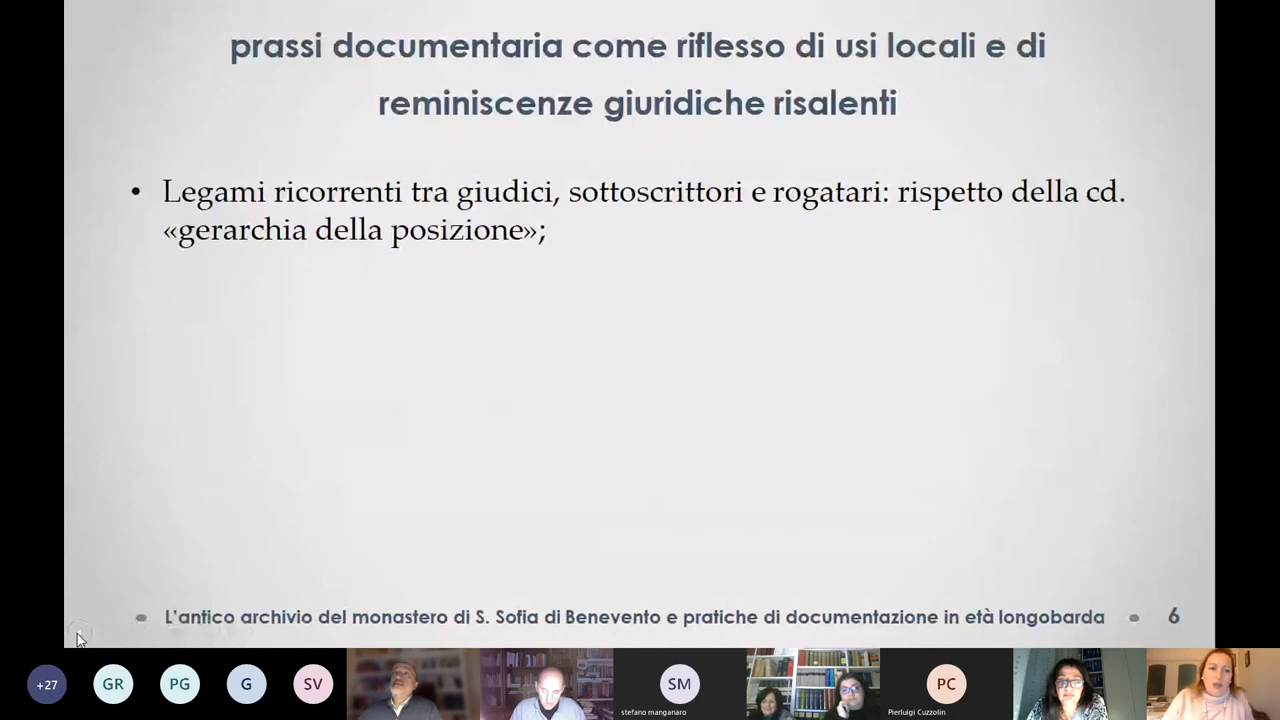 prassi documentaria come riflesso di usi locali e di
reminiscenze giuridiche risalenti
• Legami ricorrenti tra giudici, sottoscrittori e rogatari: rispetto della cd.
«gerarchia della posizione»;
L'antico archivio del monastero di S. Sofia di Benevento e pratiche di documentazione in età longobarda
6
+27
GR
PG
G
SV
SM
stefano manganaro
PC
Pierluigi Cuzzolin